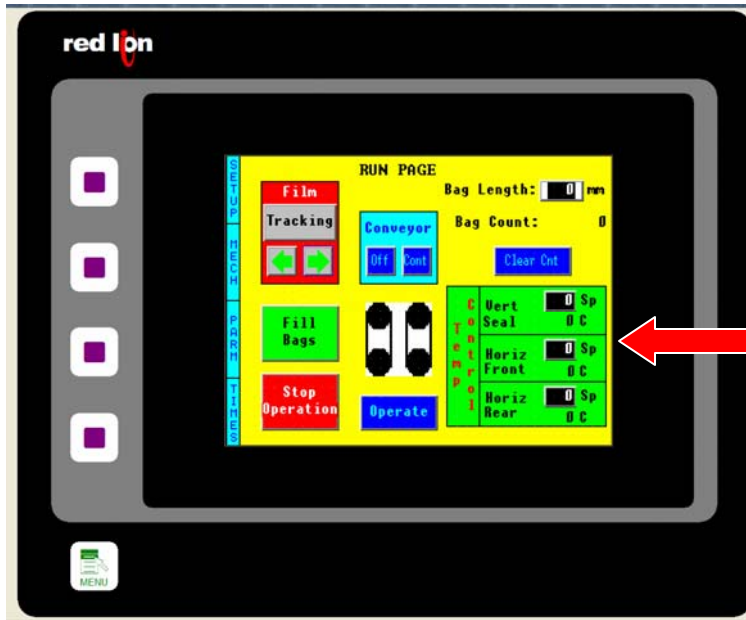 red lion
RUN PAGE
SETUP
MECH
PARM
TIMES
Film
Tracking
Bag Length: 0 mm
Bag Count: 0
Conveyor
Off Cont
Clear Cnt
Fill
Bags
Stop
Operation
Operate
Temp Control
Vert 0 Sp
Seal 0 C
Horiz 0 Sp
Front 0 C
Horiz 0 Sp
Rear 0 C
MENU